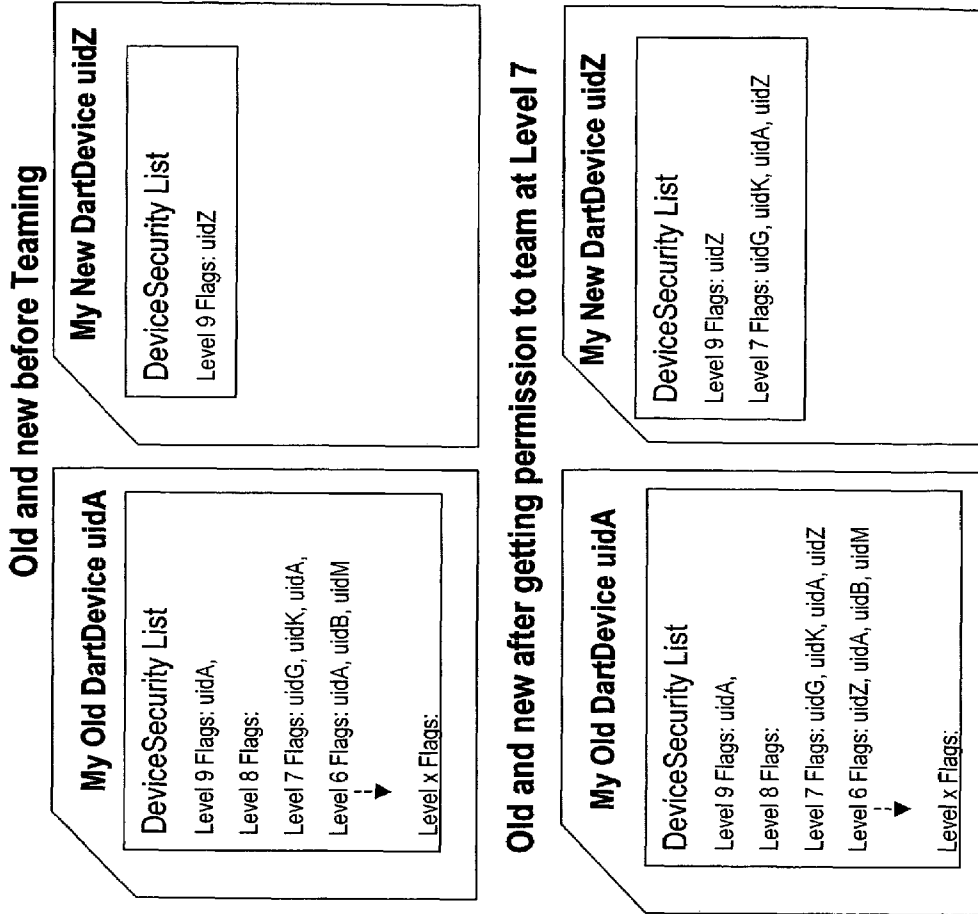 Old and new before Teaming
My Old DartDevice uidA
DeviceSecurity List
Level 9 Flags: uidA,
Level 8 Flags:
Level 7 Flags: uidG, uidK, uidA,
Level 6 Flags: uidA, uidB, uidM
Level x Flags:
My New DartDevice uidZ
DeviceSecurity List
Level 9 Flags: uidZ
Old and new after getting permission to team at Level 7
My Old DartDevice uidA
DeviceSecurity List
Level 9 Flags: uidA,
Level 8 Flags:
Level 7 Flags: uidG, uidK, uidA, uidZ
Level 6 Flags: uidZ, uidA, uidB, uidM
Level x Flags:
My New DartDevice uidZ
DeviceSecurity List
Level 9 Flags: uidZ
Level 7 Flags: uidG, uidK, uidA, uidZ